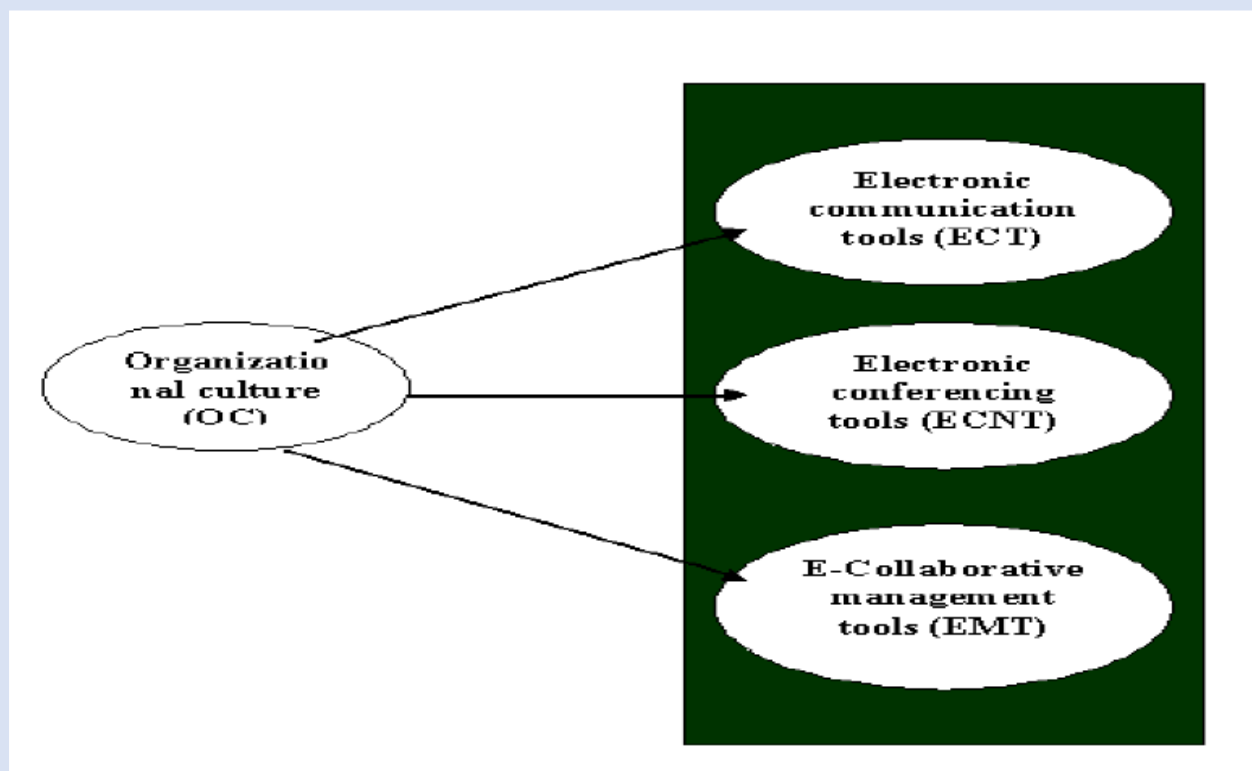 Electronic
communication
tools (ECT)
Organizatio
nal culture
(OC)
Electronic
conferencing
tools (ECNT)
E-Collaborative
management
tools (EMT)